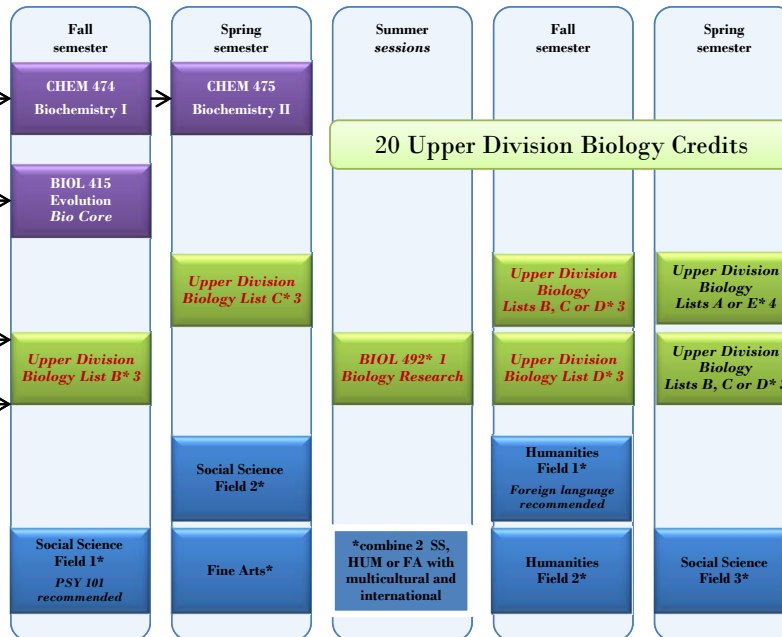 Fall
semester
Spring
semester
Summer
sessions
Fall
semester
Spring
semester
CHEM 474
Biochemistry I
CHEM 475
Biochemistry II
20 Upper Division Biology Credits
BIOL 415
Evolution
Bio Core
Upper Division
Biology List C* 3
Upper Division
Biology
Lists B, C or D* 3
Upper Division
Biology
Lists A or E* 4
Upper Division
Biology List B* 3
BIOL 492* 1
Biology Research
Upper Division
Biology List D* 3
Upper Division
Biology
Lists B, C or D* 3
Social Science
Field 2*
Humanities
Field 1*
Foreign language
recommended
Social Science
Field 1*
PSY 101
recommended
Fine Arts*
*combine 2 SS,
HUM or FA with
multicultural and
international
Humanities
Field 2*
Social Science
Field 3*